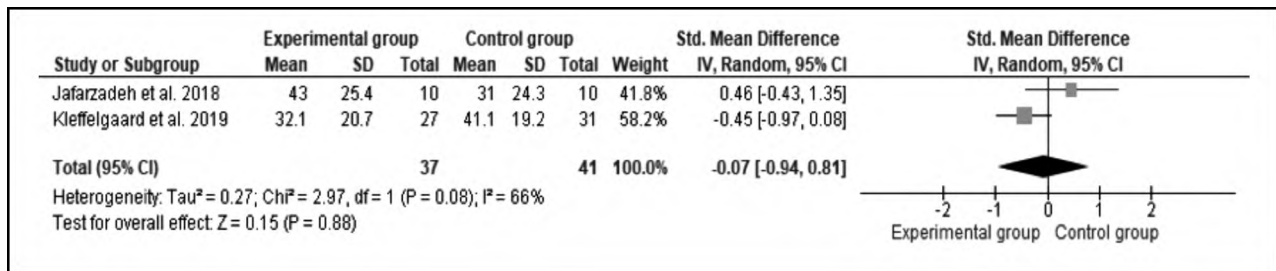 Experimental group Control group Std. Mean Difference Std. Mean Difference
Study or Subgroup Mean SD Total Mean SD Total Weight IV, Random, 95% CI IV, Random, 95% CI
Jafarzadeh et al. 2018 43 25.4 10 31 24.3 10 41.8% 0.46 [-0.43, 1.35]
Kleffelgaard et al. 2019 32.1 20.7 27 41.1 19.2 31 58.2% -0.45 [-0.97, 0.08]
Total (95% CI) 37 41 100.0% -0.07 [-0.94, 0.81]
Heterogeneity: Tau² = 0.27; Chi² = 2.97, df = 1 (P = 0.08); I² = 66%
Test for overall effect: Z = 0.15 (P = 0.88)
-2 -1 0 1 2
Experimental group Control group